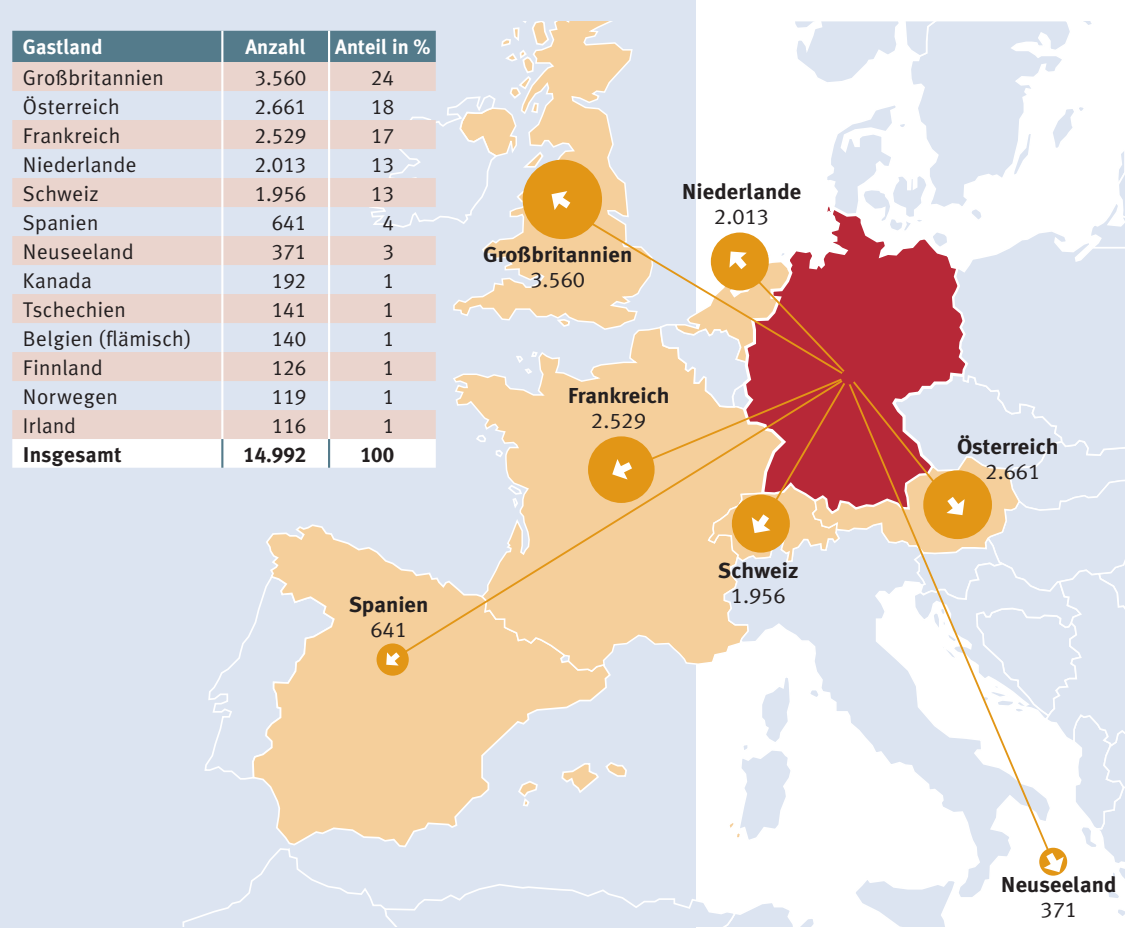 Gastland Anzahl Anteil in %
Großbritannien 3.560 24
Österreich 2.661 18
Frankreich 2.529 17
Niederlande 2.013 13
Schweiz 1.956 13
Spanien 641 4
Neuseeland 371 3
Kanada 192 1
Tschechien 141 1
Belgien (flämisch) 140 1
Finnland 126 1
Norwegen 119 1
Irland 116 1
Insgesamt 14.992 100
Niederlande
2.013
Großbritannien
3.560
Frankreich
2.529
Österreich
2.661
Schweiz
1.956
Spanien
641
Neuseeland
371